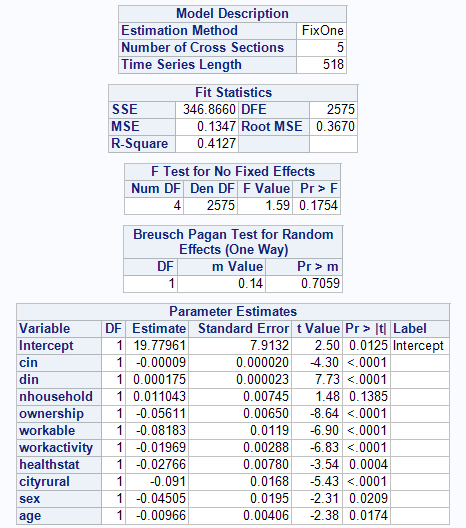 Model Description
Estimation Method FixOne
Number of Cross Sections 5
Time Series Length 518
Fit Statistics
SSE 346.8660 DFE 2575
MSE 0.1347 Root MSE 0.3670
R-Square 0.4127
F Test for No Fixed Effects
Num DF Den DF F Value Pr > F
4 2575 1.59 0.1754
Breusch Pagan Test for Random
Effects (One Way)
DF m Value Pr > m
1 0.14 0.7059
Parameter Estimates
Variable DF Estimate Standard Error t Value Pr > |t| Label
Intercept 1 19.77961 7.9132 2.50 0.0125 Intercept
cin 1 -0.00009 0.000020 -4.30 <.0001
din 1 0.000175 0.000023 7.73 <.0001
nhousehold 1 0.011043 0.00745 1.48 0.1385
ownership 1 -0.05611 0.00650 -8.64 <.0001
workable 1 -0.08183 0.0119 -6.90 <.0001
workactivity 1 -0.01969 0.00288 -6.83 <.0001
healthstat 1 -0.02766 0.00780 -3.54 0.0004
cityrural 1 -0.091 0.0168 -5.43 <.0001
sex 1 -0.04505 0.0195 -2.31 0.0209
age 1 -0.00966 0.00406 -2.38 0.0174